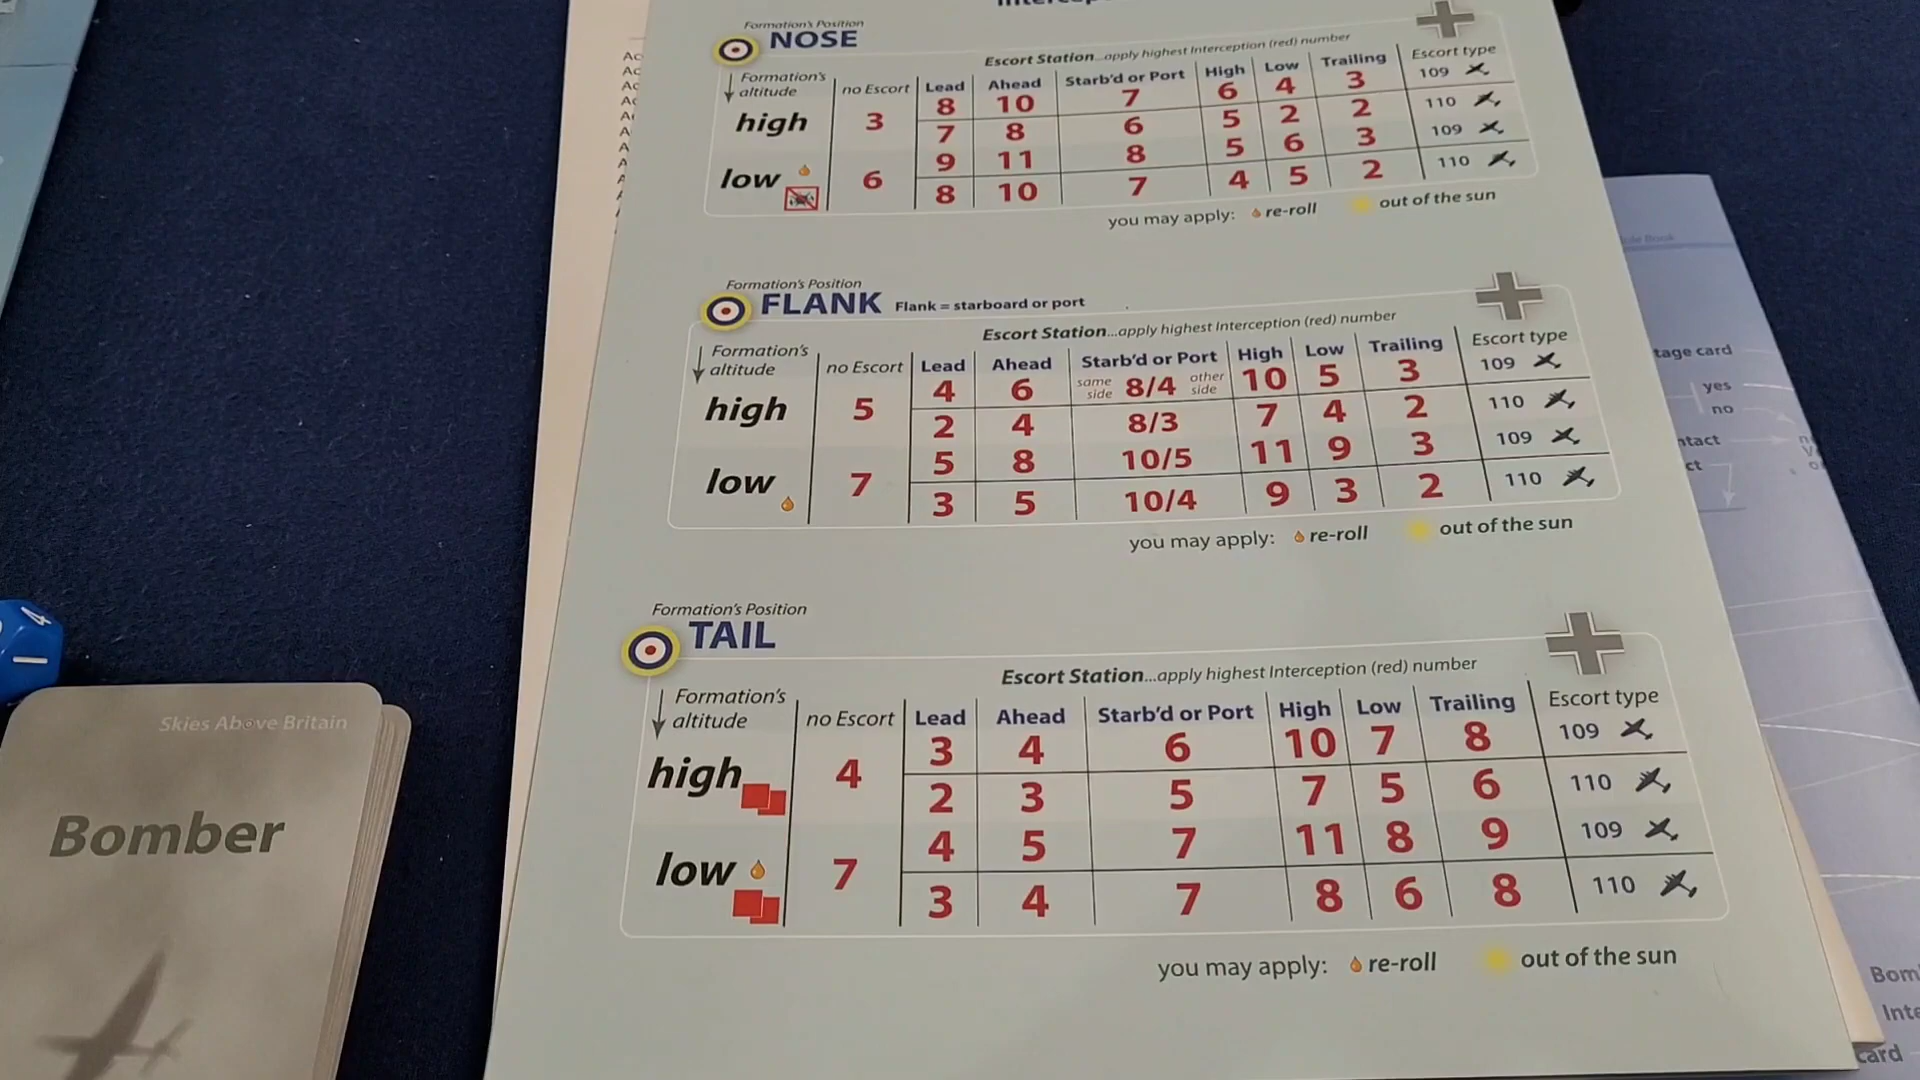 Formation's Position
NOSE
Escort Station...apply highest Interception (red) number
Formation's altitude no Escort Lead Ahead Starb'd or Port High Low Trailing Escort type
high 3 8 10 7 6 4 3 109
7 8 6 5 2 2 110
low 6 9 11 8 5 6 3 109
8 10 7 4 5 2 110
you may apply: re-roll out of the sun
Formation's Position
FLANK Flank = starboard or port
Escort Station...apply highest Interception (red) number
Formation's altitude no Escort Lead Ahead Starb'd or Port High Low Trailing Escort type
high 5 4 6 same side 8/4 other side 10 5 3 109
2 4 8/3 7 4 2 110
low 7 5 8 10/5 11 9 3 109
3 5 10/4 9 3 2 110
you may apply: re-roll out of the sun
Formation's Position
TAIL
Escort Station...apply highest Interception (red) number
Formation's altitude no Escort Lead Ahead Starb'd or Port High Low Trailing Escort type
high 4 3 4 6 10 7 8 109
2 3 5 7 5 6 110
low 7 4 5 7 11 8 9 109
3 4 7 8 6 8 110
you may apply: re-roll out of the sun
Skies Above Britain
Bomber
4
1
card
yes
no
Book
card